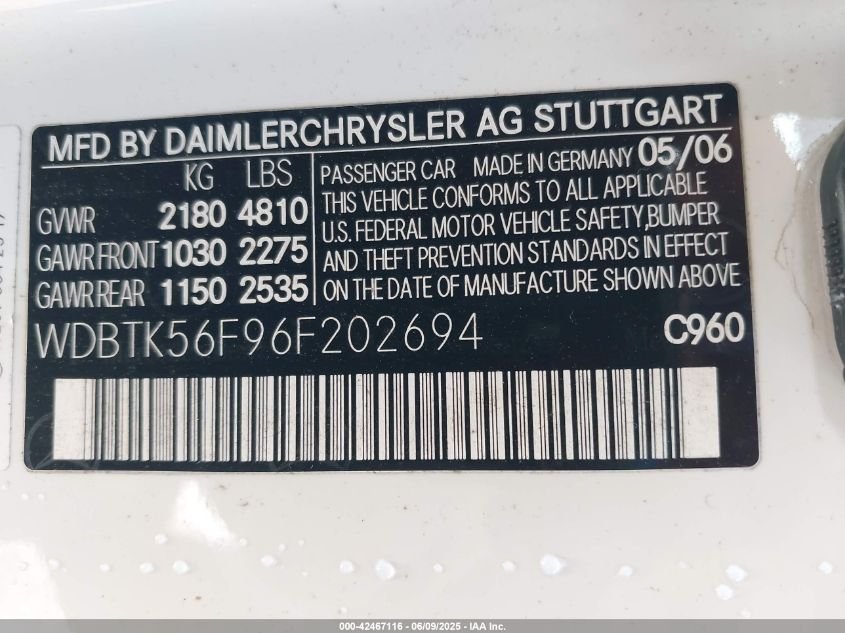 MFD BY DAIMLERCHRYSLER AG STUTTGART
KG LBS
GVWR 2180 4810
GAWR FRONT 1030 2275
GAWR REAR 1150 2535
PASSENGER CAR MADE IN GERMANY 05/06
THIS VEHICLE CONFORMS TO ALL APPLICABLE
U.S. FEDERAL MOTOR VEHICLE SAFETY,BUMPER
AND THEFT PREVENTION STANDARDS IN EFFECT
ON THE DATE OF MANUFACTURE SHOWN ABOVE
WDBTK56F96F202694 C960
000-42467116 - 06/09/2025 - IAA Inc.